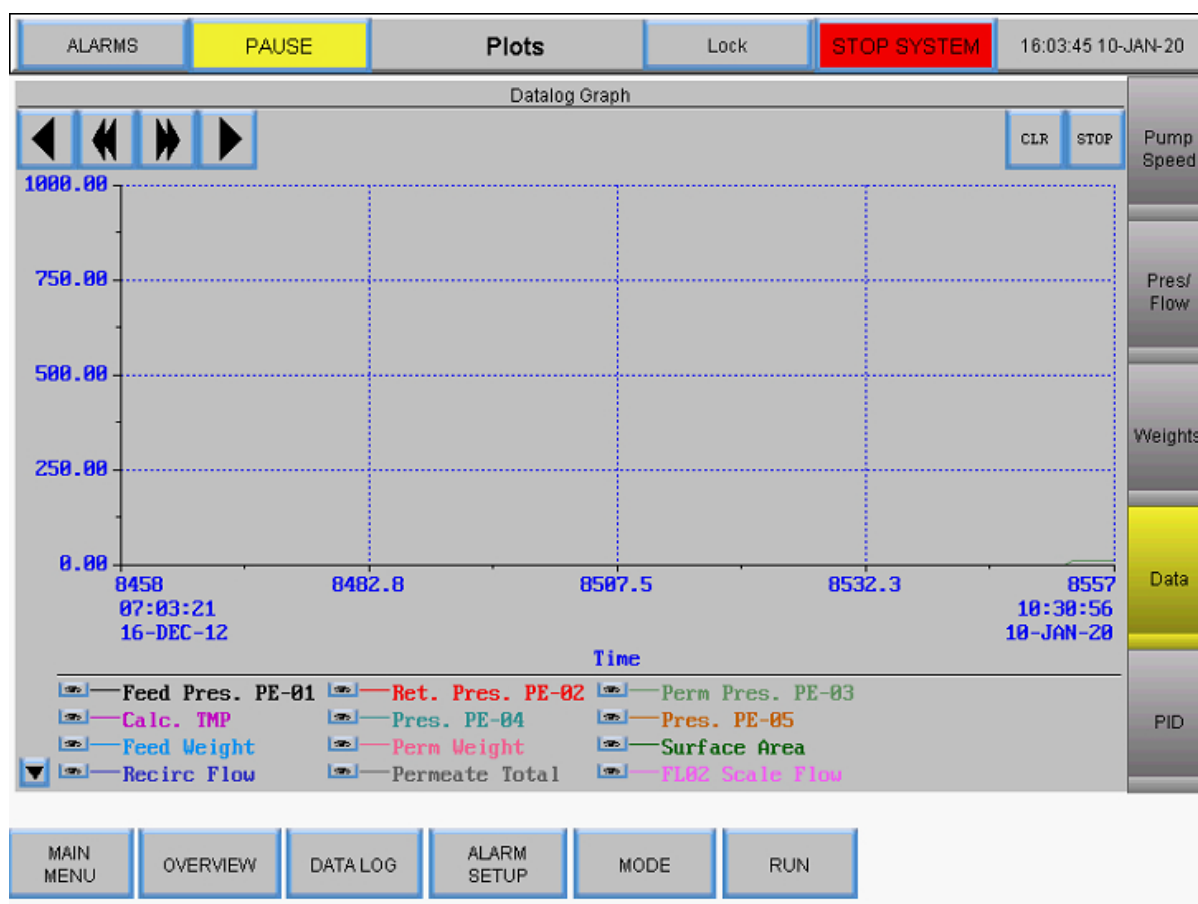 ALARMS PAUSE Plots Lock STOP SYSTEM 16:03:45 10-JAN-20
Datalog Graph
CLR STOP
Pump
Speed
1000.00
750.00
Pres/
Flow
500.00
Weights
250.00
0.00
Data
8458 8482.8 8507.5 8532.3 8557
07:03:21 10:30:56
16-DEC-12 10-JAN-20
Time
Feed Pres. PE-01 Ret. Pres. PE-02 Perm Pres. PE-03
Calc. TMP Pres. PE-04 Pres. PE-05
PID
Feed Weight Perm Weight Surface Area
Recirc Flow Permeate Total FL02 Scale Flow
MAIN
MENU
OVERVIEW
DATA LOG
ALARM
SETUP
MODE
RUN